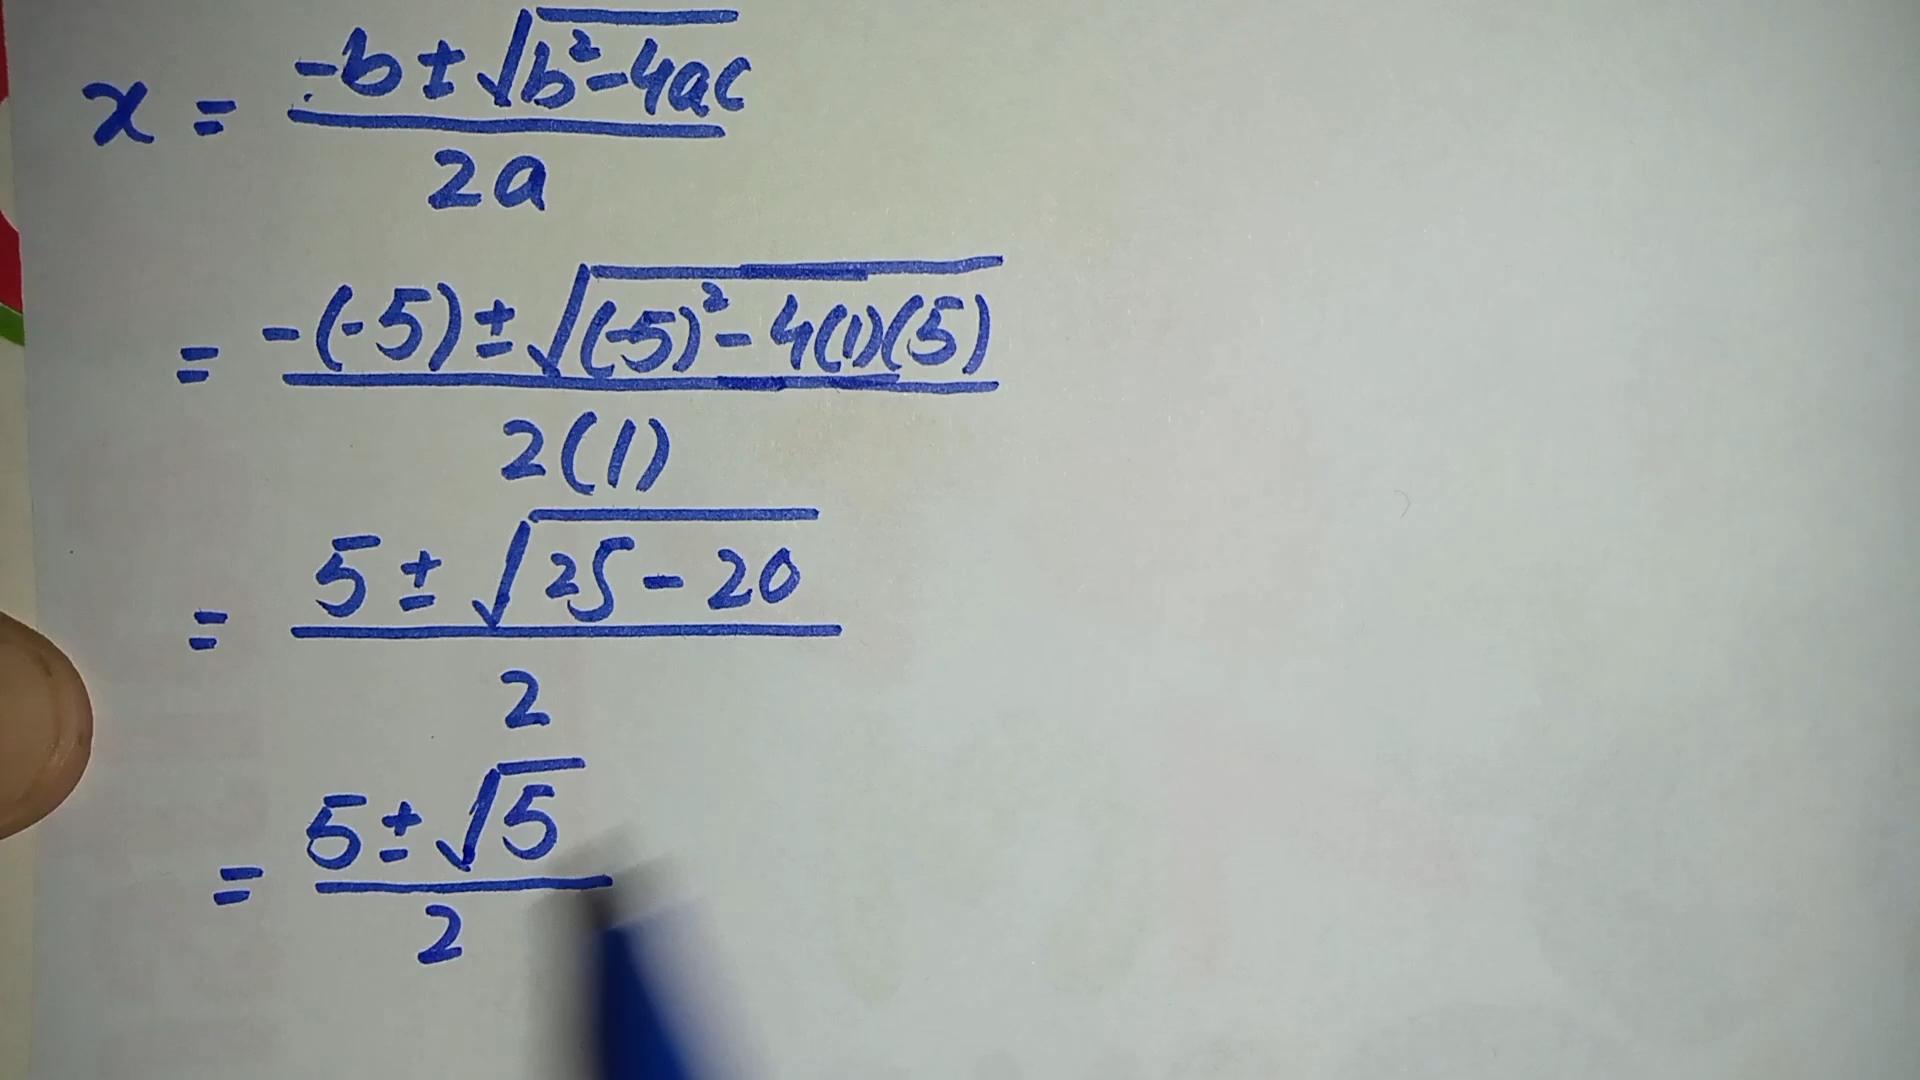 x = (-b ± √(b² - 4ac)) / 2a
= (-(-5) ± √((-5)² - 4(1)(5))) / 2(1)
= (5 ± √(25 - 20)) / 2
= (5 ± √5) / 2